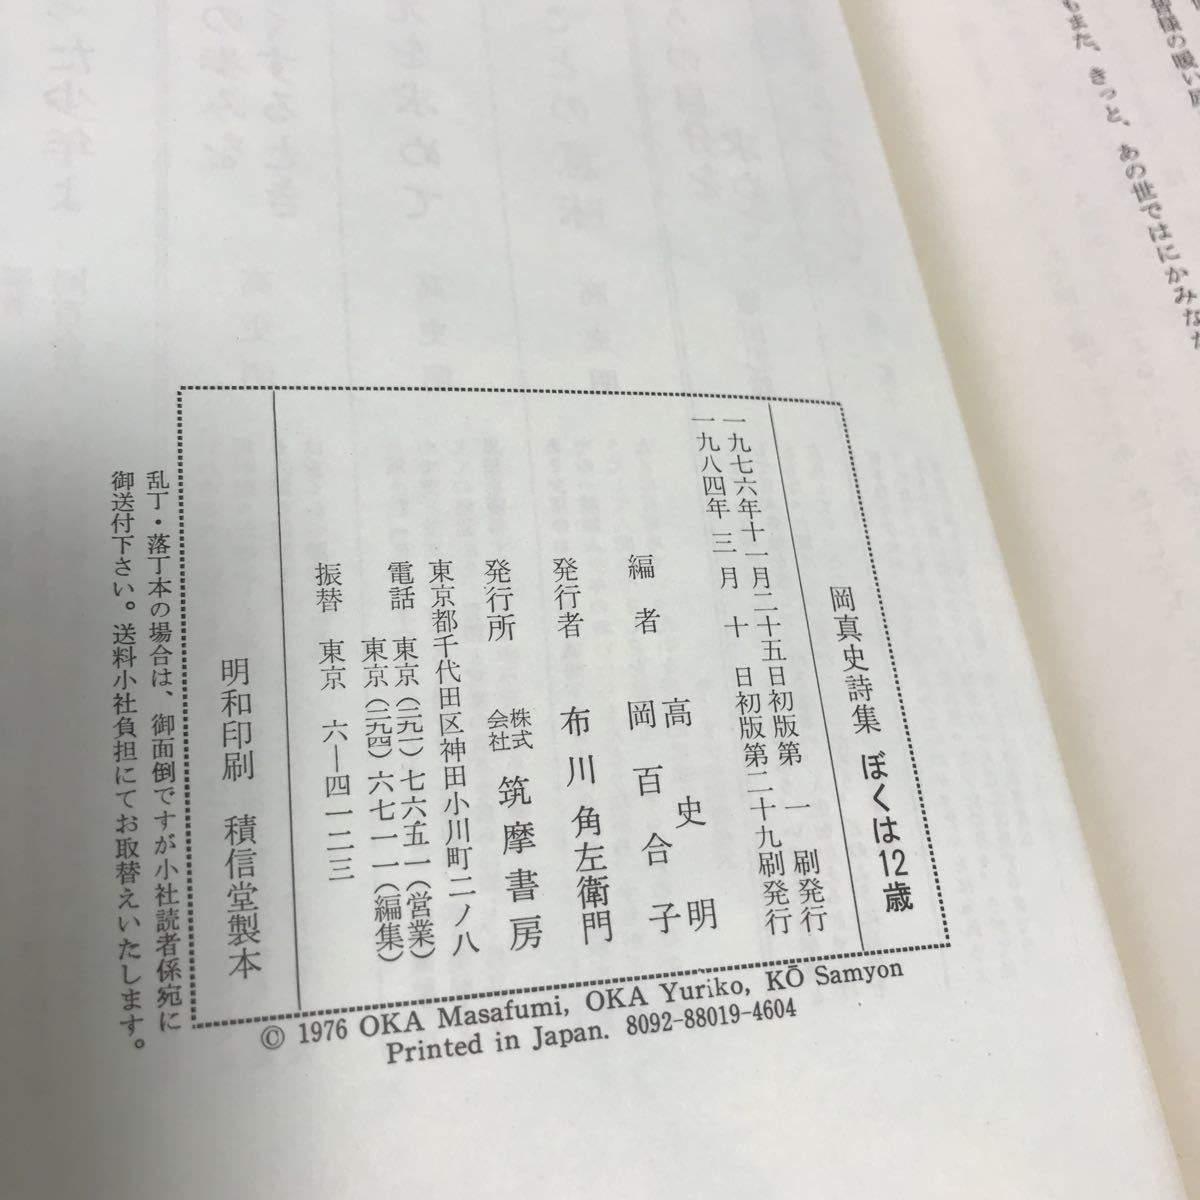 皆様の暖い
もまた、きっと、あの世ではにかみな
岡真史詩集 ぼくは12歳
一九七六年十一月二十五日初版第一刷発行
一九八四年三月十日初版第二十九刷発行
編者 高史明
岡百合子
発行者 布川角左衛門
発行所 株式会社 筑摩書房
東京都千代田区神田小川町二ノ八
電話 東京(二九一)七六五一(営業)
東京(二九四)六七一一(編集)
振替 東京 六―四一二三
明和印刷 積信堂製本
乱丁・落丁本の場合は、御面倒ですが小社読者係宛に
御送付下さい。送料小社負担にてお取替えいたします。
© 1976 OKA Masafumi, OKA Yuriko, KŌ Samyon
Printed in Japan. 8092-88019-4604